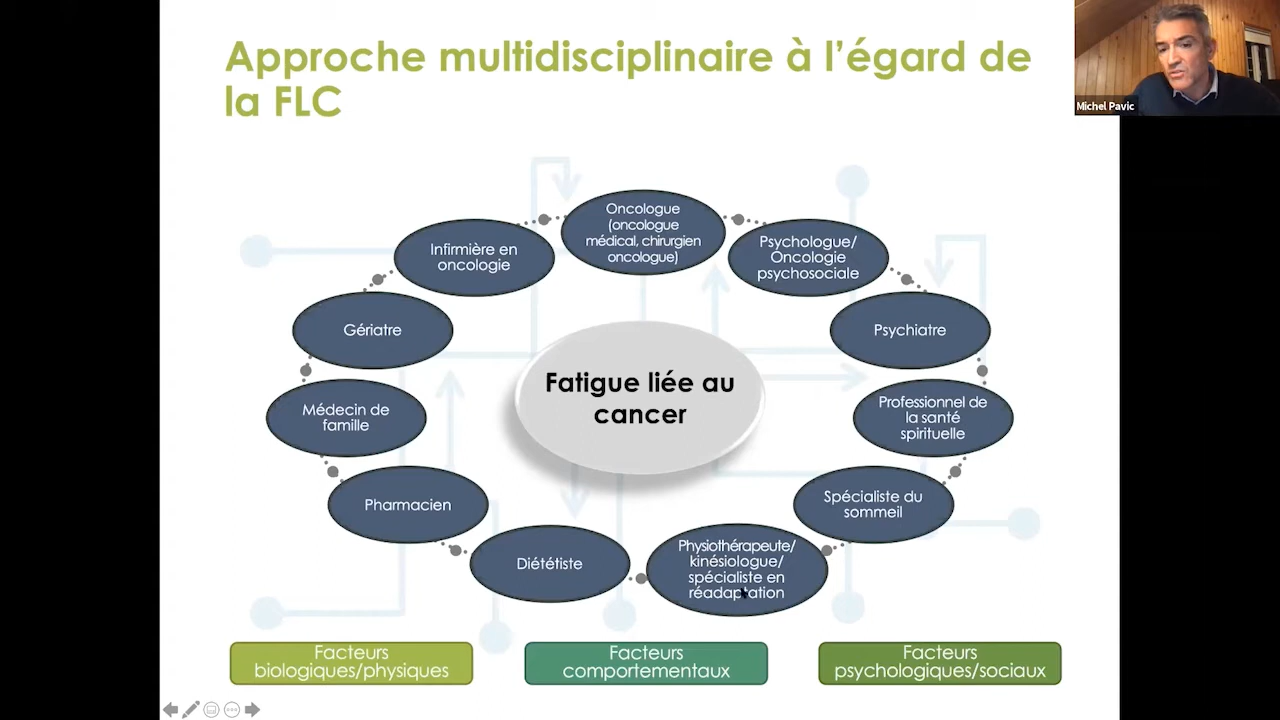 Approche multidisciplinaire à l’égard de
la FLC
Michel Pavic
Oncologue
(oncologue
médical, chirurgien
oncologue)
Psychologue/
Oncologie
psychosociale
Psychiatre
Professionnel de
la santé
spirituelle
Spécialiste du
sommeil
Physiothérapeute/
kinésiologue/
spécialiste en
réadaptation
Diététiste
Pharmacien
Médecin de
famille
Gériatre
Infirmière en
oncologie
Fatigue liée au
cancer
Facteurs
biologiques/physiques
Facteurs
comportementaux
Facteurs
psychologiques/sociaux